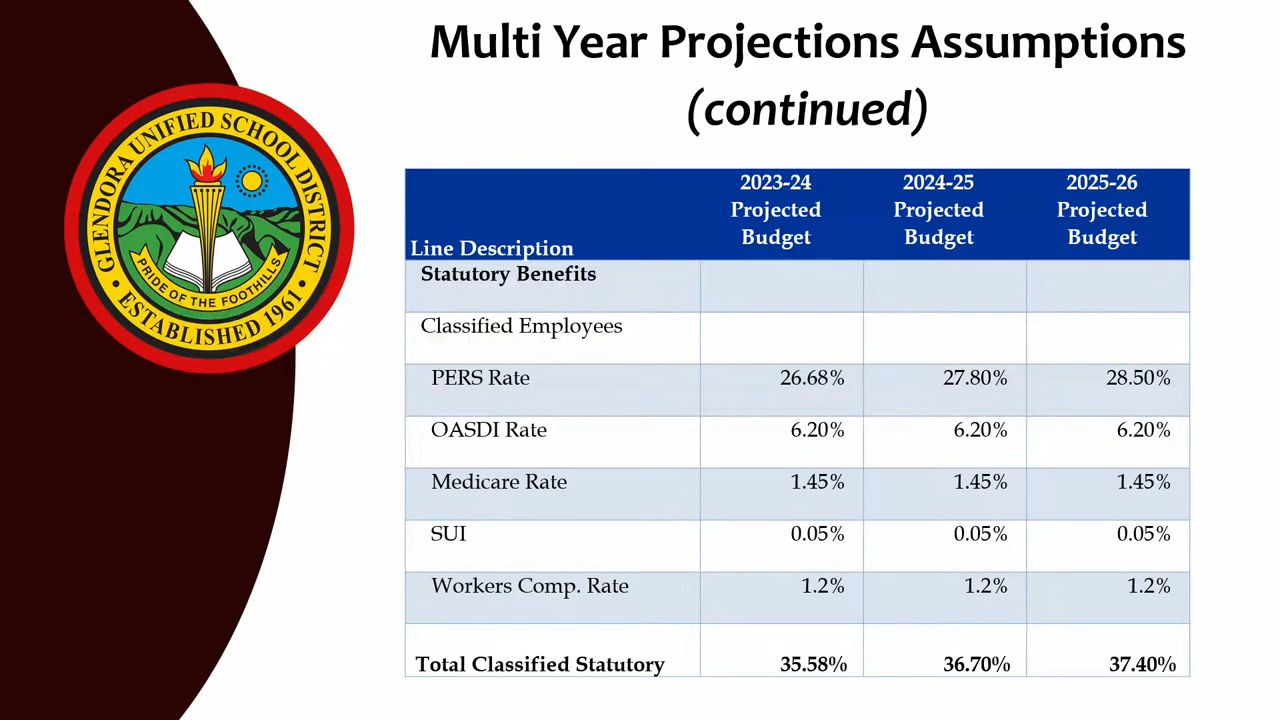 Multi Year Projections Assumptions
(continued)
GLENDORA UNIFIED SCHOOL DISTRICT
PRIDE OF THE FOOTHILLS
• ESTABLISHED 1961 •
Line Description 2023-24 Projected Budget 2024-25 Projected Budget 2025-26 Projected Budget
Statutory Benefits
Classified Employees
PERS Rate 26.68% 27.80% 28.50%
OASDI Rate 6.20% 6.20% 6.20%
Medicare Rate 1.45% 1.45% 1.45%
SUI 0.05% 0.05% 0.05%
Workers Comp. Rate 1.2% 1.2% 1.2%
Total Classified Statutory 35.58% 36.70% 37.40%